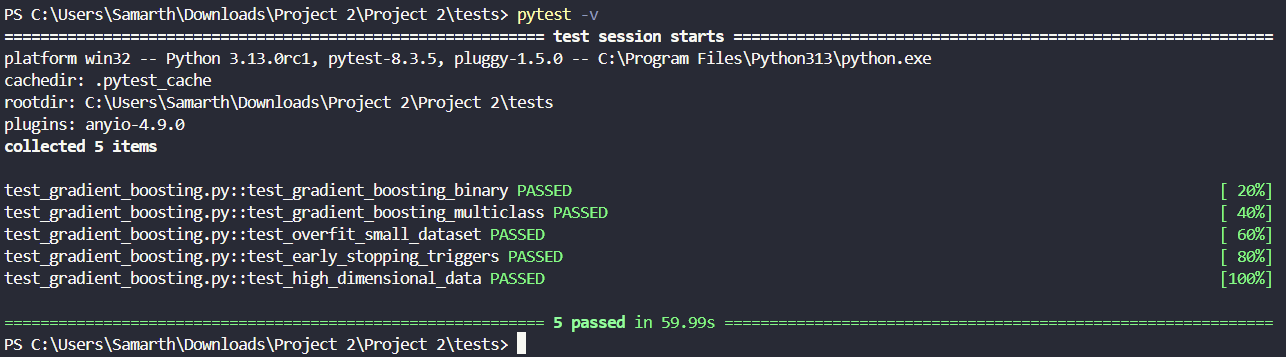 PS C:\Users\Samarth\Downloads\Project 2\Project 2\tests> pytest -v
============================================================ test session starts ============================================================
platform win32 -- Python 3.13.0rc1, pytest-8.3.5, pluggy-1.5.0 -- C:\Program Files\Python313\python.exe
cachedir: .pytest_cache
rootdir: C:\Users\Samarth\Downloads\Project 2\Project 2\tests
plugins: anyio-4.9.0
collected 5 items
test_gradient_boosting.py::test_gradient_boosting_binary PASSED [ 20%]
test_gradient_boosting.py::test_gradient_boosting_multiclass PASSED [ 40%]
test_gradient_boosting.py::test_overfit_small_dataset PASSED [ 60%]
test_gradient_boosting.py::test_early_stopping_triggers PASSED [ 80%]
test_gradient_boosting.py::test_high_dimensional_data PASSED [100%]
============================================================ 5 passed in 59.99s =============================================================
PS C:\Users\Samarth\Downloads\Project 2\Project 2\tests>